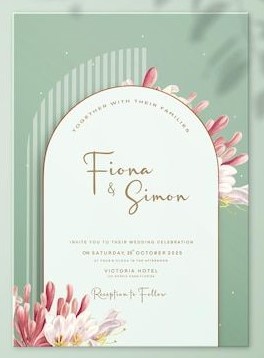 TOGETHER WITH THEIR FAMILIES
Fiona
&
Simon
INVITE YOU TO THEIR WEDDING CELEBRATION
ON SATURDAY 25 OCTOBER 2025
VICTORIA HOTEL
Reception to Follow